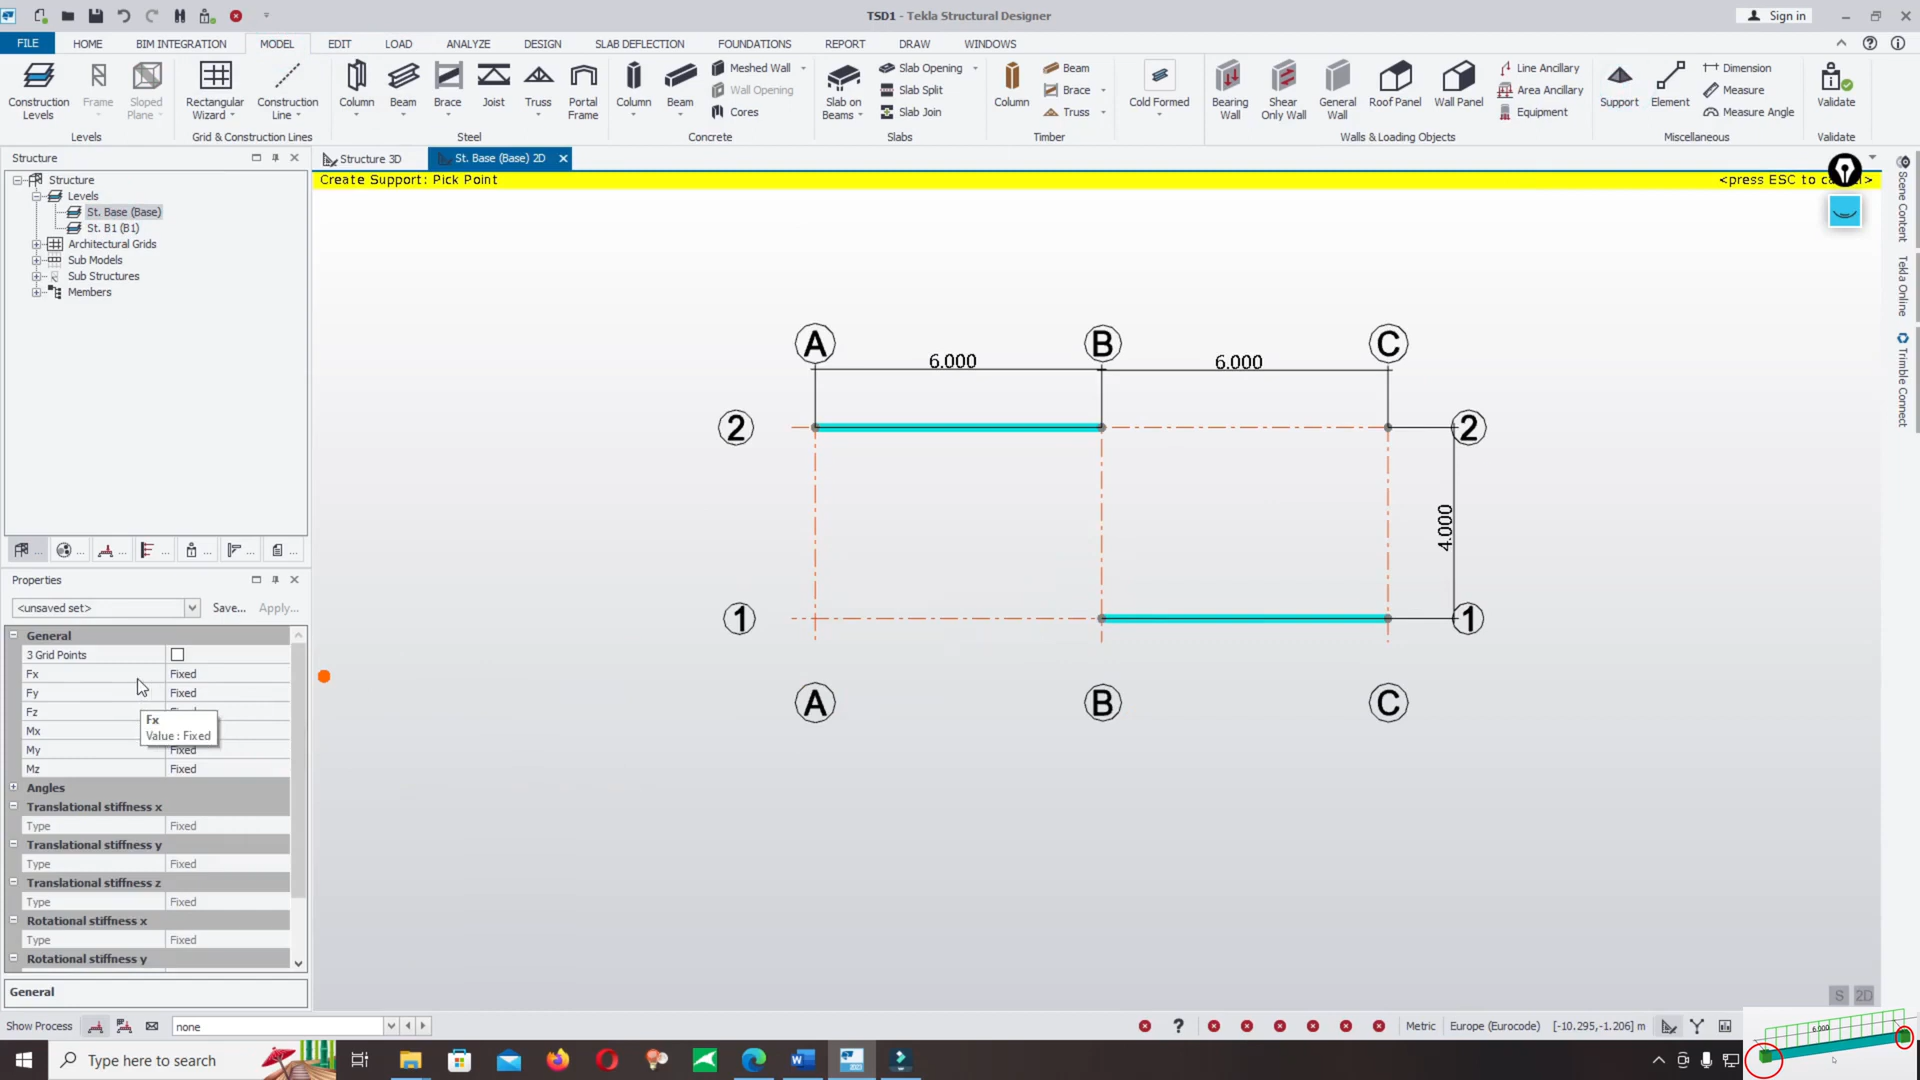 TSD1 - Tekla Structural Designer
Sign in
FILE
HOME
BIM INTEGRATION
MODEL
EDIT
LOAD
ANALYZE
DESIGN
SLAB DEFLECTION
FOUNDATIONS
REPORT
DRAW
WINDOWS
Construction Levels
Frame
Sloped Plane
Levels
Rectangular Wizard
Construction Line
Grid & Construction Lines
Column
Beam
Brace
Joist
Truss
Portal Frame
Steel
Column
Beam
Meshed Wall
Wall Opening
Cores
Concrete
Slab on Beams
Slab Opening
Slab Split
Slab Join
Slabs
Column
Beam
Brace
Truss
Timber
Cold Formed
Bearing Wall
Shear Only Wall
General Wall
Roof Panel
Wall Panel
Line Ancillary
Area Ancillary
Equipment
Walls & Loading Objects
Support
Element
Dimension
Measure
Measure Angle
Miscellaneous
Validate
Validate
Structure
Structure
Levels
St. Base (Base)
St. B1 (B1)
Architectural Grids
Sub Models
Sub Structures
Members
Structure 3D
St. Base (Base) 2D
Create Support: Pick Point
<press ESC to
>
A
B
C
6.000
6.000
2
2
4.000
1
1
A
B
C
Scene Content
Tekla Online
Trimble Connect
Properties
<unsaved set>
Save...
Apply...
General
3 Grid Points
Fx Fixed
Fy Fixed
Fz
Mx
My Fixed
Mz Fixed
Fx
Value : Fixed
Angles
Translational stiffness x
Type Fixed
Translational stiffness y
Type Fixed
Translational stiffness z
Type Fixed
Rotational stiffness x
Type Fixed
Rotational stiffness y
General
S
2D
Show Process
none
Metric
Europe (Eurocode)
[-10.295,-1.206] m
6.000
Type here to search